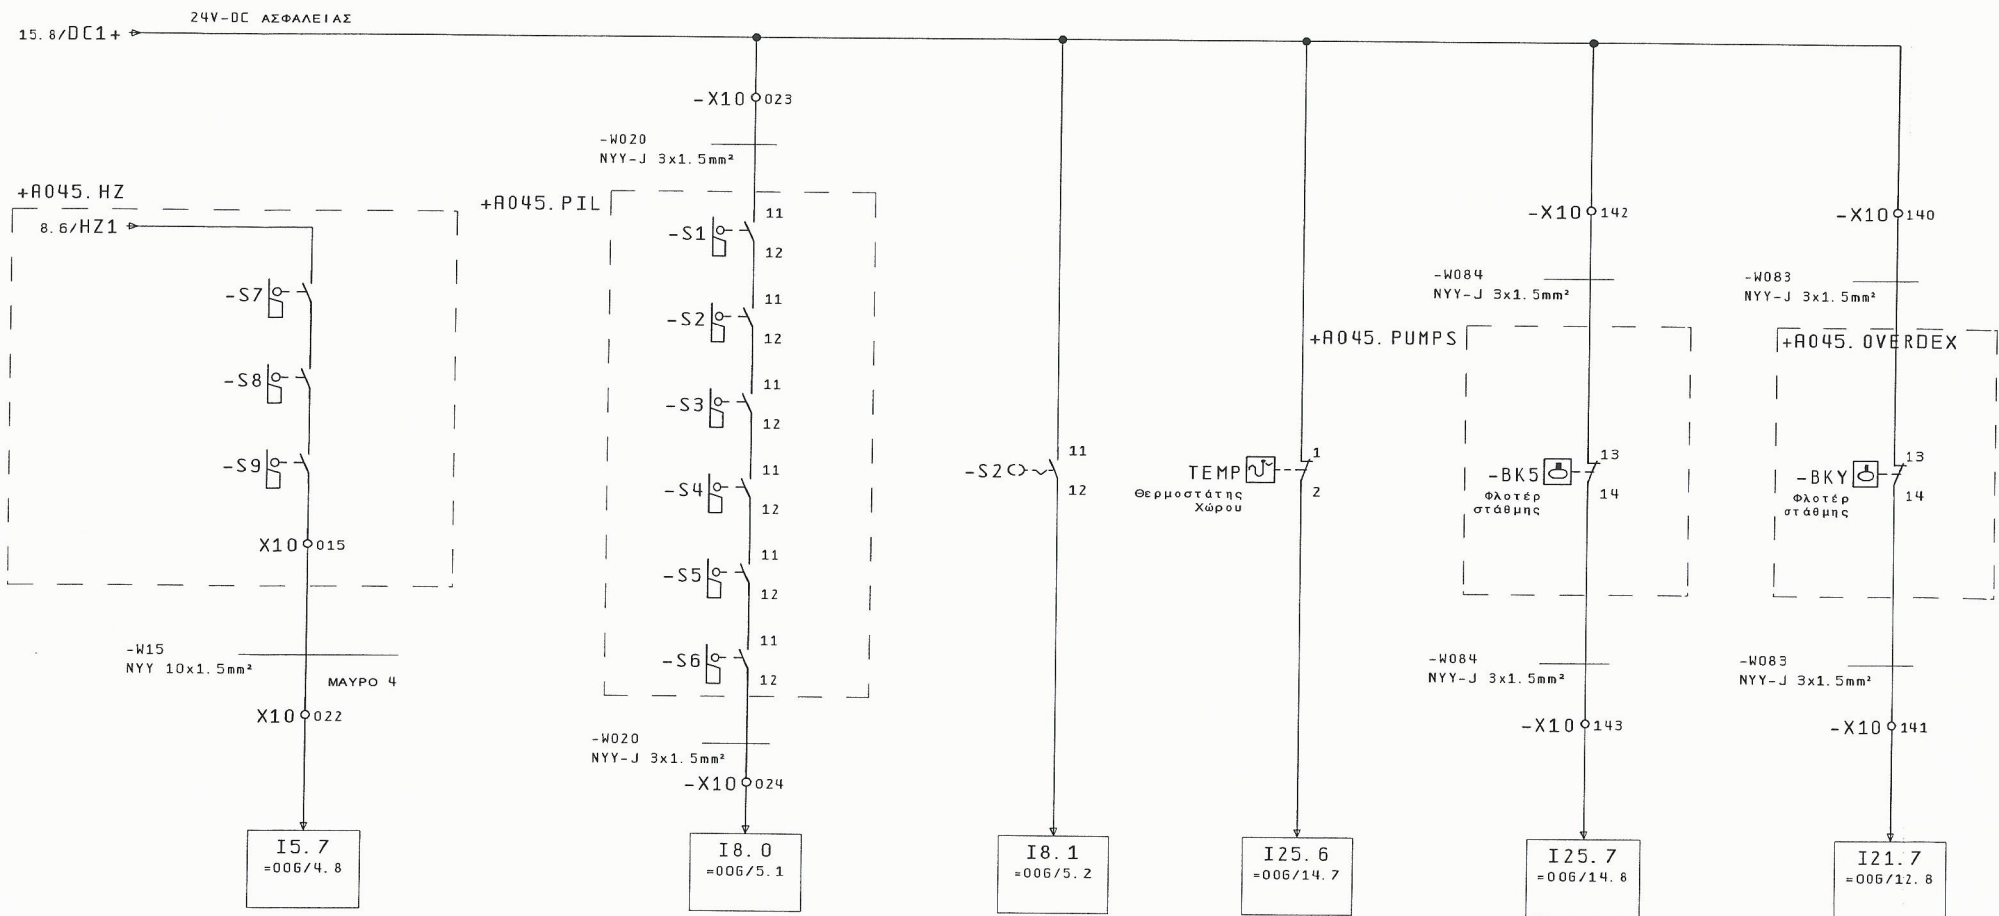 24V-DC ΑΣΦΑΛΕΙΑΣ
15.8/DC1+
-X10 023
-W020
NYY-J 3x1.5mm²
+A045.HZ
8.6/HZ1
-S7
-S8
-S9
X10 015
-W15
NYY 10x1.5mm²
ΜΑΥΡΟ 4
X10 022
I5.7
=006/4.8
+A045.PIL
11
-S1
12
11
-S2
12
11
-S3
12
11
-S4
12
11
-S5
12
11
-S6
12
-W020
NYY-J 3x1.5mm²
-X10 024
I8.0
=006/5.1
11
-S20
12
I8.1
=006/5.2
1
TEMP
2
Θερμοστάτης
Χώρου
I25.6
=006/14.7
-X10 142
-W084
NYY-J 3x1.5mm²
+A045.PUMPS
13
-BK5
14
Φλοτέρ
στάθμης
-W084
NYY-J 3x1.5mm²
-X10 143
I25.7
=006/14.8
-X10 140
-W083
NYY-J 3x1.5mm²
+A045.OVERDEX
13
-BKY
14
Φλοτέρ
στάθμης
-W083
NYY-J 3x1.5mm²
-X10 141
I21.7
=006/12.8